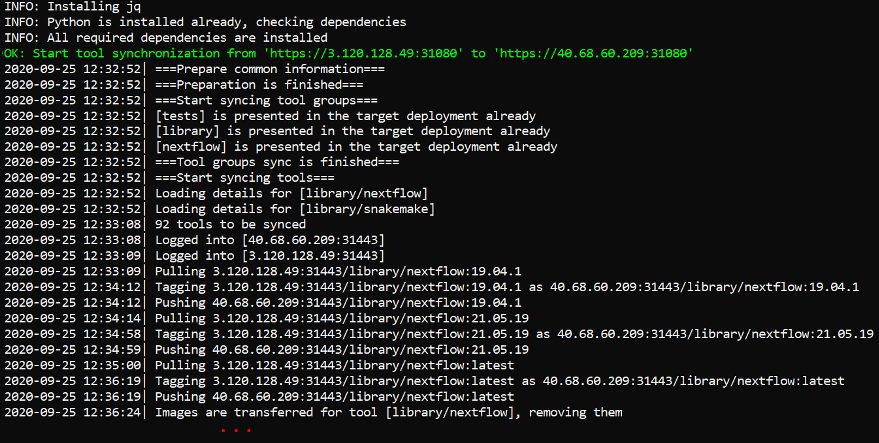 INFO: Installing jq
INFO: Python is installed already, checking dependencies
INFO: All required dependencies are installed
OK: Start tool synchronization from 'https://3.120.128.49:31080' to 'https://40.68.60.209:31080'
2020-09-25 12:32:52| ===Prepare common information===
2020-09-25 12:32:52| ===Preparation is finished===
2020-09-25 12:32:52| ===Start syncing tool groups===
2020-09-25 12:32:52| [tests] is presented in the target deployment already
2020-09-25 12:32:52| [library] is presented in the target deployment already
2020-09-25 12:32:52| [nextflow] is presented in the target deployment already
2020-09-25 12:32:52| ===Tool groups sync is finished===
2020-09-25 12:32:52| ===Start syncing tools===
2020-09-25 12:32:52| Loading details for [library/nextflow]
2020-09-25 12:32:52| Loading details for [library/snakemake]
2020-09-25 12:33:08| 92 tools to be synced
2020-09-25 12:33:08| Logged into [40.68.60.209:31443]
2020-09-25 12:33:09| Logged into [3.120.128.49:31443]
2020-09-25 12:33:09| Pulling 3.120.128.49:31443/library/nextflow:19.04.1
2020-09-25 12:34:12| Tagging 3.120.128.49:31443/library/nextflow:19.04.1 as 40.68.60.209:31443/library/nextflow:19.04.1
2020-09-25 12:34:12| Pushing 40.68.60.209:31443/library/nextflow:19.04.1
2020-09-25 12:34:14| Pulling 3.120.128.49:31443/library/nextflow:21.05.19
2020-09-25 12:34:58| Tagging 3.120.128.49:31443/library/nextflow:21.05.19 as 40.68.60.209:31443/library/nextflow:21.05.19
2020-09-25 12:34:59| Pushing 40.68.60.209:31443/library/nextflow:21.05.19
2020-09-25 12:35:00| Pulling 3.120.128.49:31443/library/nextflow:latest
2020-09-25 12:36:19| Tagging 3.120.128.49:31443/library/nextflow:latest as 40.68.60.209:31443/library/nextflow:latest
2020-09-25 12:36:19| Pushing 40.68.60.209:31443/library/nextflow:latest
2020-09-25 12:36:24| Images are transferred for tool [library/nextflow], removing them
...